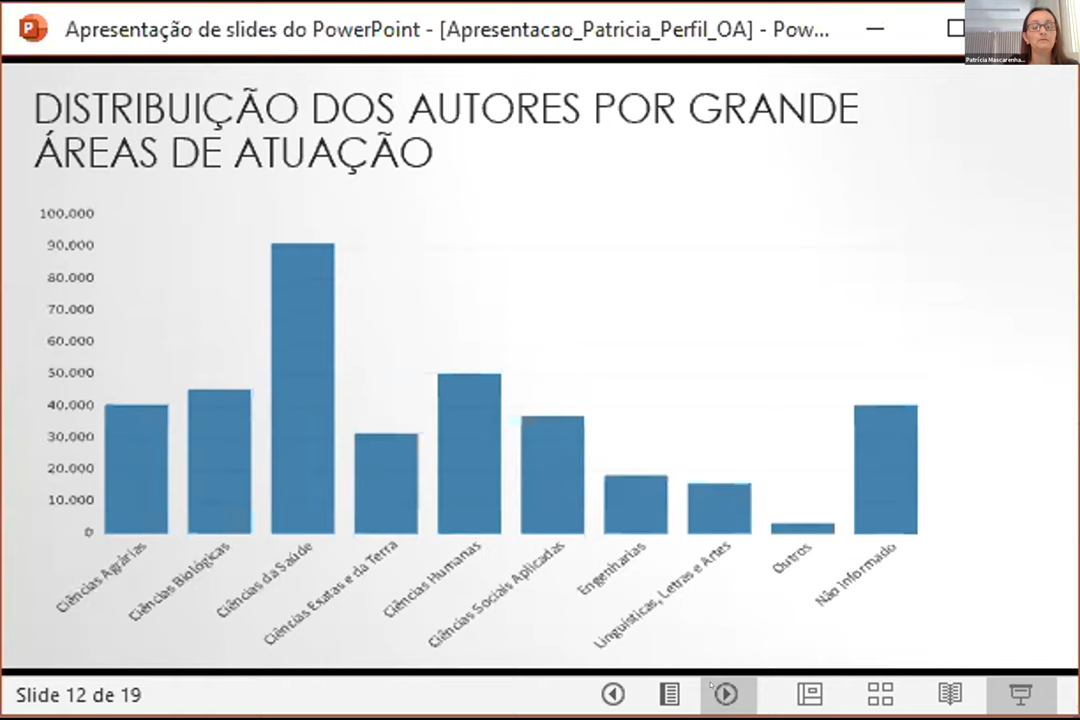 Apresentação de slides do PowerPoint - [Apresentacao_Patricia_Perfil_OA] - Pow...
Patrícia Mascarenha...
DISTRIBUIÇÃO DOS AUTORES POR GRANDE
ÁREAS DE ATUAÇÃO
100.000
90.000
80.000
70.000
60.000
50.000
40.000
30.000
20.000
10.000
0
Ciências Agrárias
Ciências Biológicas
Ciências da Saúde
Ciências Exatas e da Terra
Ciências Humanas
Ciências Sociais Aplicadas
Engenharias
Linguísticas, Letras e Artes
Outros
Não Informado
Slide 12 de 19